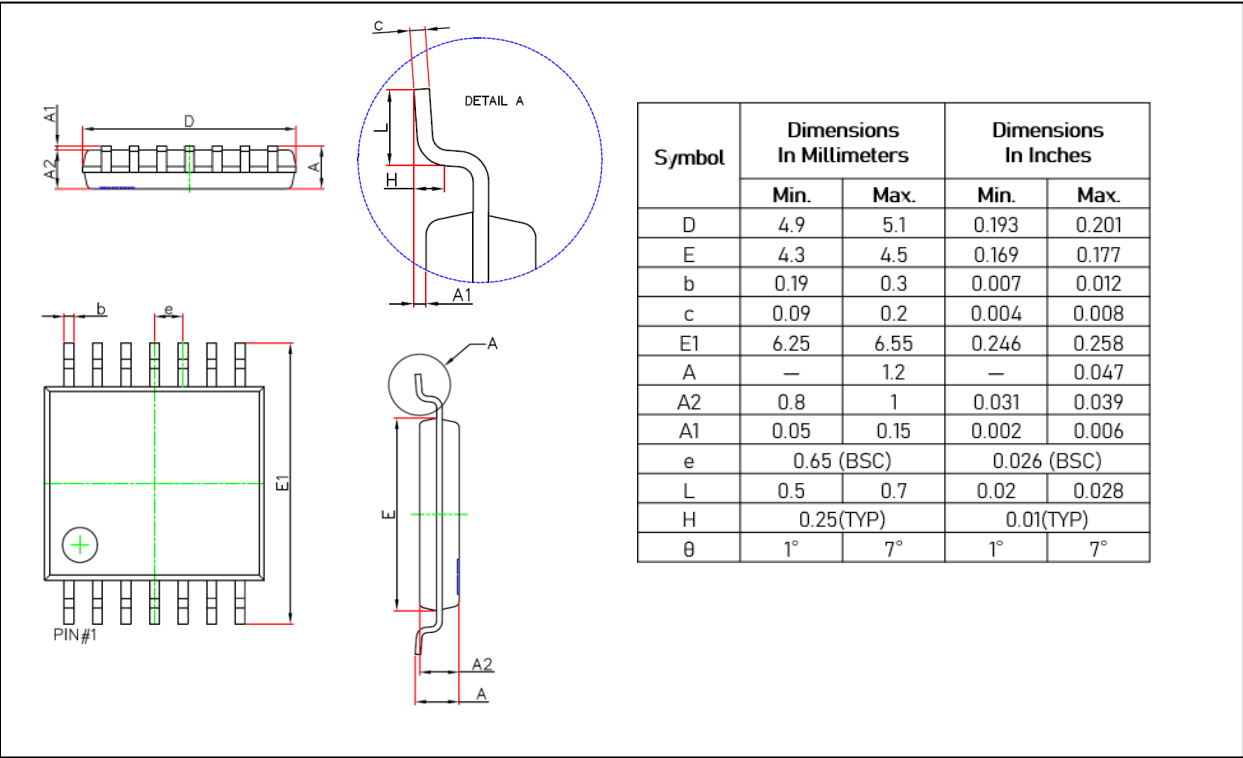 c
DETAIL A
L
H
A1
A1
D
A2
A
b
e
E1
PIN#1
A
E
A2
A
Symbol Dimensions In Millimeters Dimensions In Inches
Min. Max. Min. Max.
D 4.9 5.1 0.193 0.201
E 4.3 4.5 0.169 0.177
b 0.19 0.3 0.007 0.012
c 0.09 0.2 0.004 0.008
E1 6.25 6.55 0.246 0.258
A — 1.2 — 0.047
A2 0.8 1 0.031 0.039
A1 0.05 0.15 0.002 0.006
e 0.65 (BSC) 0.026 (BSC)
L 0.5 0.7 0.02 0.028
H 0.25(TYP) 0.01(TYP)
θ 1° 7° 1° 7°